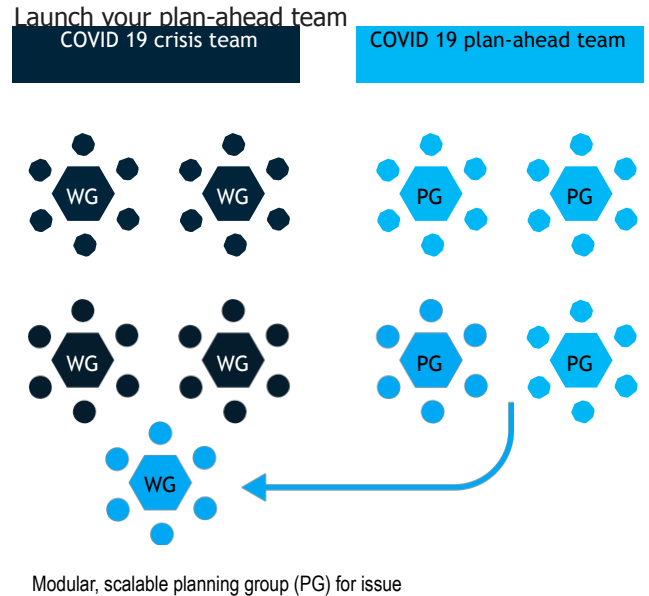 Launch your plan-ahead team
COVID 19 crisis team
COVID 19 plan-ahead team
WG
WG
PG
PG
WG
WG
PG
PG
WG
Modular, scalable planning group (PG) for issue